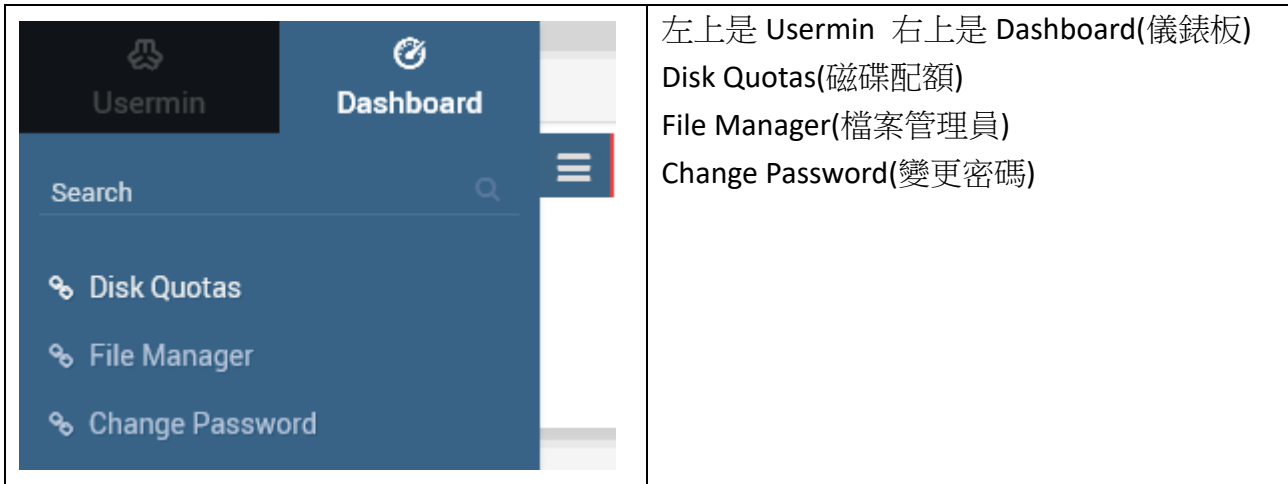 Usermin
Dashboard
Search
Disk Quotas
File Manager
Change Password
左上是 Usermin 右上是 Dashboard(儀錶板)
Disk Quotas(磁碟配額)
File Manager(檔案管理員)
Change Password(變更密碼)